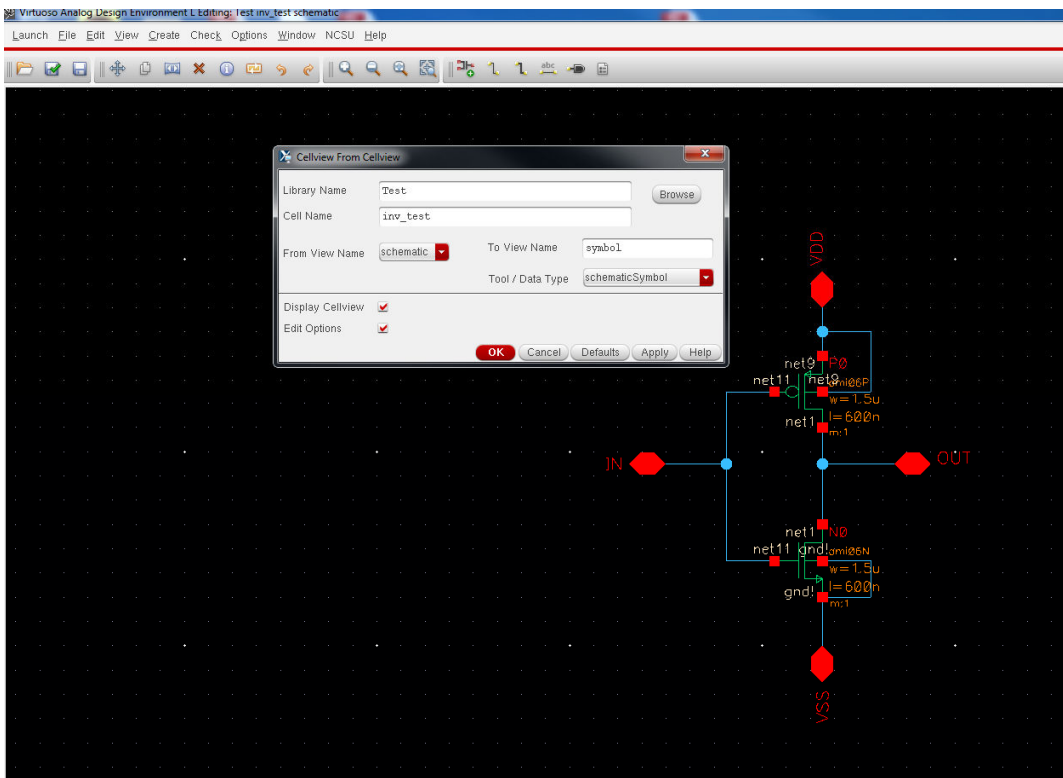 Virtuoso Analog Design Environment L Editing: Test inv_test schematic
Launch File Edit View Create Check Options Window NCSU Help
abc
Cellview From Cellview
Library Name Test Browse
Cell Name inv_test
From View Name schematic To View Name symbol
Tool / Data Type schematicSymbol
Display Cellview
Edit Options
OK Cancel Defaults Apply Help
VDD
net9 P0
net11 net9 ami06P
w=1.5u
l=600n
net1 m:1
IN OUT
net1 N0
net11 gnd! ami06N
w=1.5u
gnd! l=600n
m:1
VSS